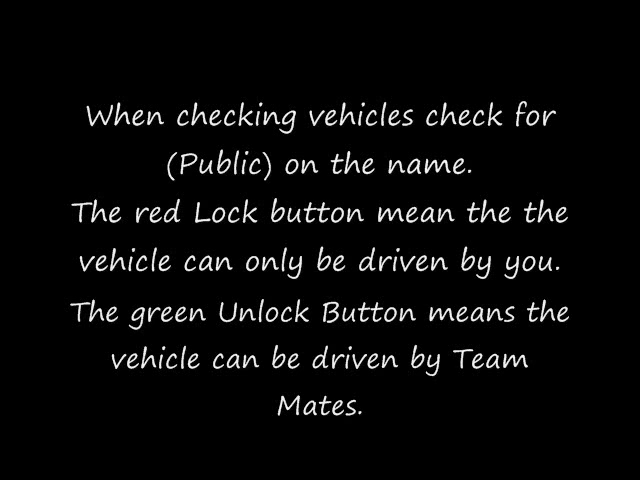 When checking vehicles check for
(Public) on the name.
The red Lock button mean the the
vehicle can only be driven by you.
The green Unlock Button means the
vehicle can be driven by Team
Mates.